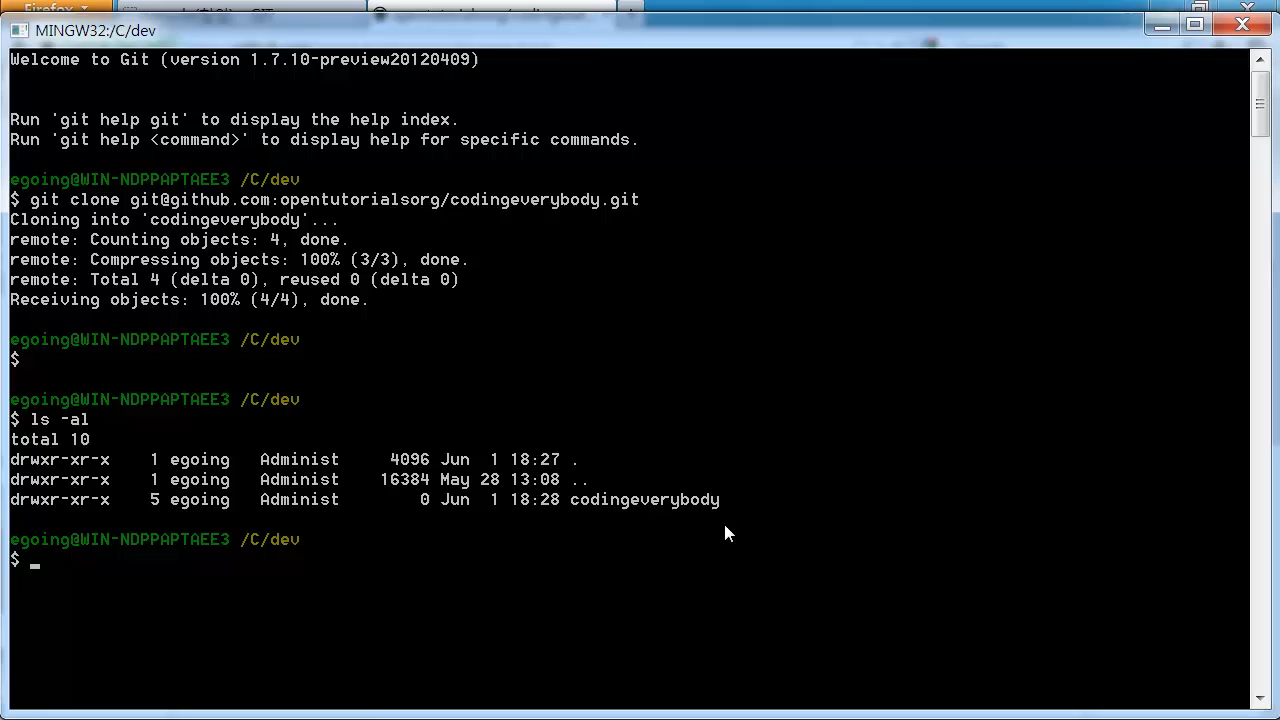 Firefox
MINGW32:/C/dev
Welcome to Git (version 1.7.10-preview20120409)
Run 'git help git' to display the help index.
Run 'git help <command>' to display help for specific commands.
egoing@WIN-NDPPAPTAEE3 /C/dev
$ git clone git@github.com:opentutorialsorg/codingeverybody.git
Cloning into 'codingeverybody'...
remote: Counting objects: 4, done.
remote: Compressing objects: 100% (3/3), done.
remote: Total 4 (delta 0), reused 0 (delta 0)
Receiving objects: 100% (4/4), done.
egoing@WIN-NDPPAPTAEE3 /C/dev
$
egoing@WIN-NDPPAPTAEE3 /C/dev
$ ls -al
total 10
drwxr-xr-x    1 egoing   Administ     4096 Jun  1 18:27 .
drwxr-xr-x    1 egoing   Administ    16384 May 28 13:08 ..
drwxr-xr-x    5 egoing   Administ        0 Jun  1 18:28 codingeverybody
egoing@WIN-NDPPAPTAEE3 /C/dev
$